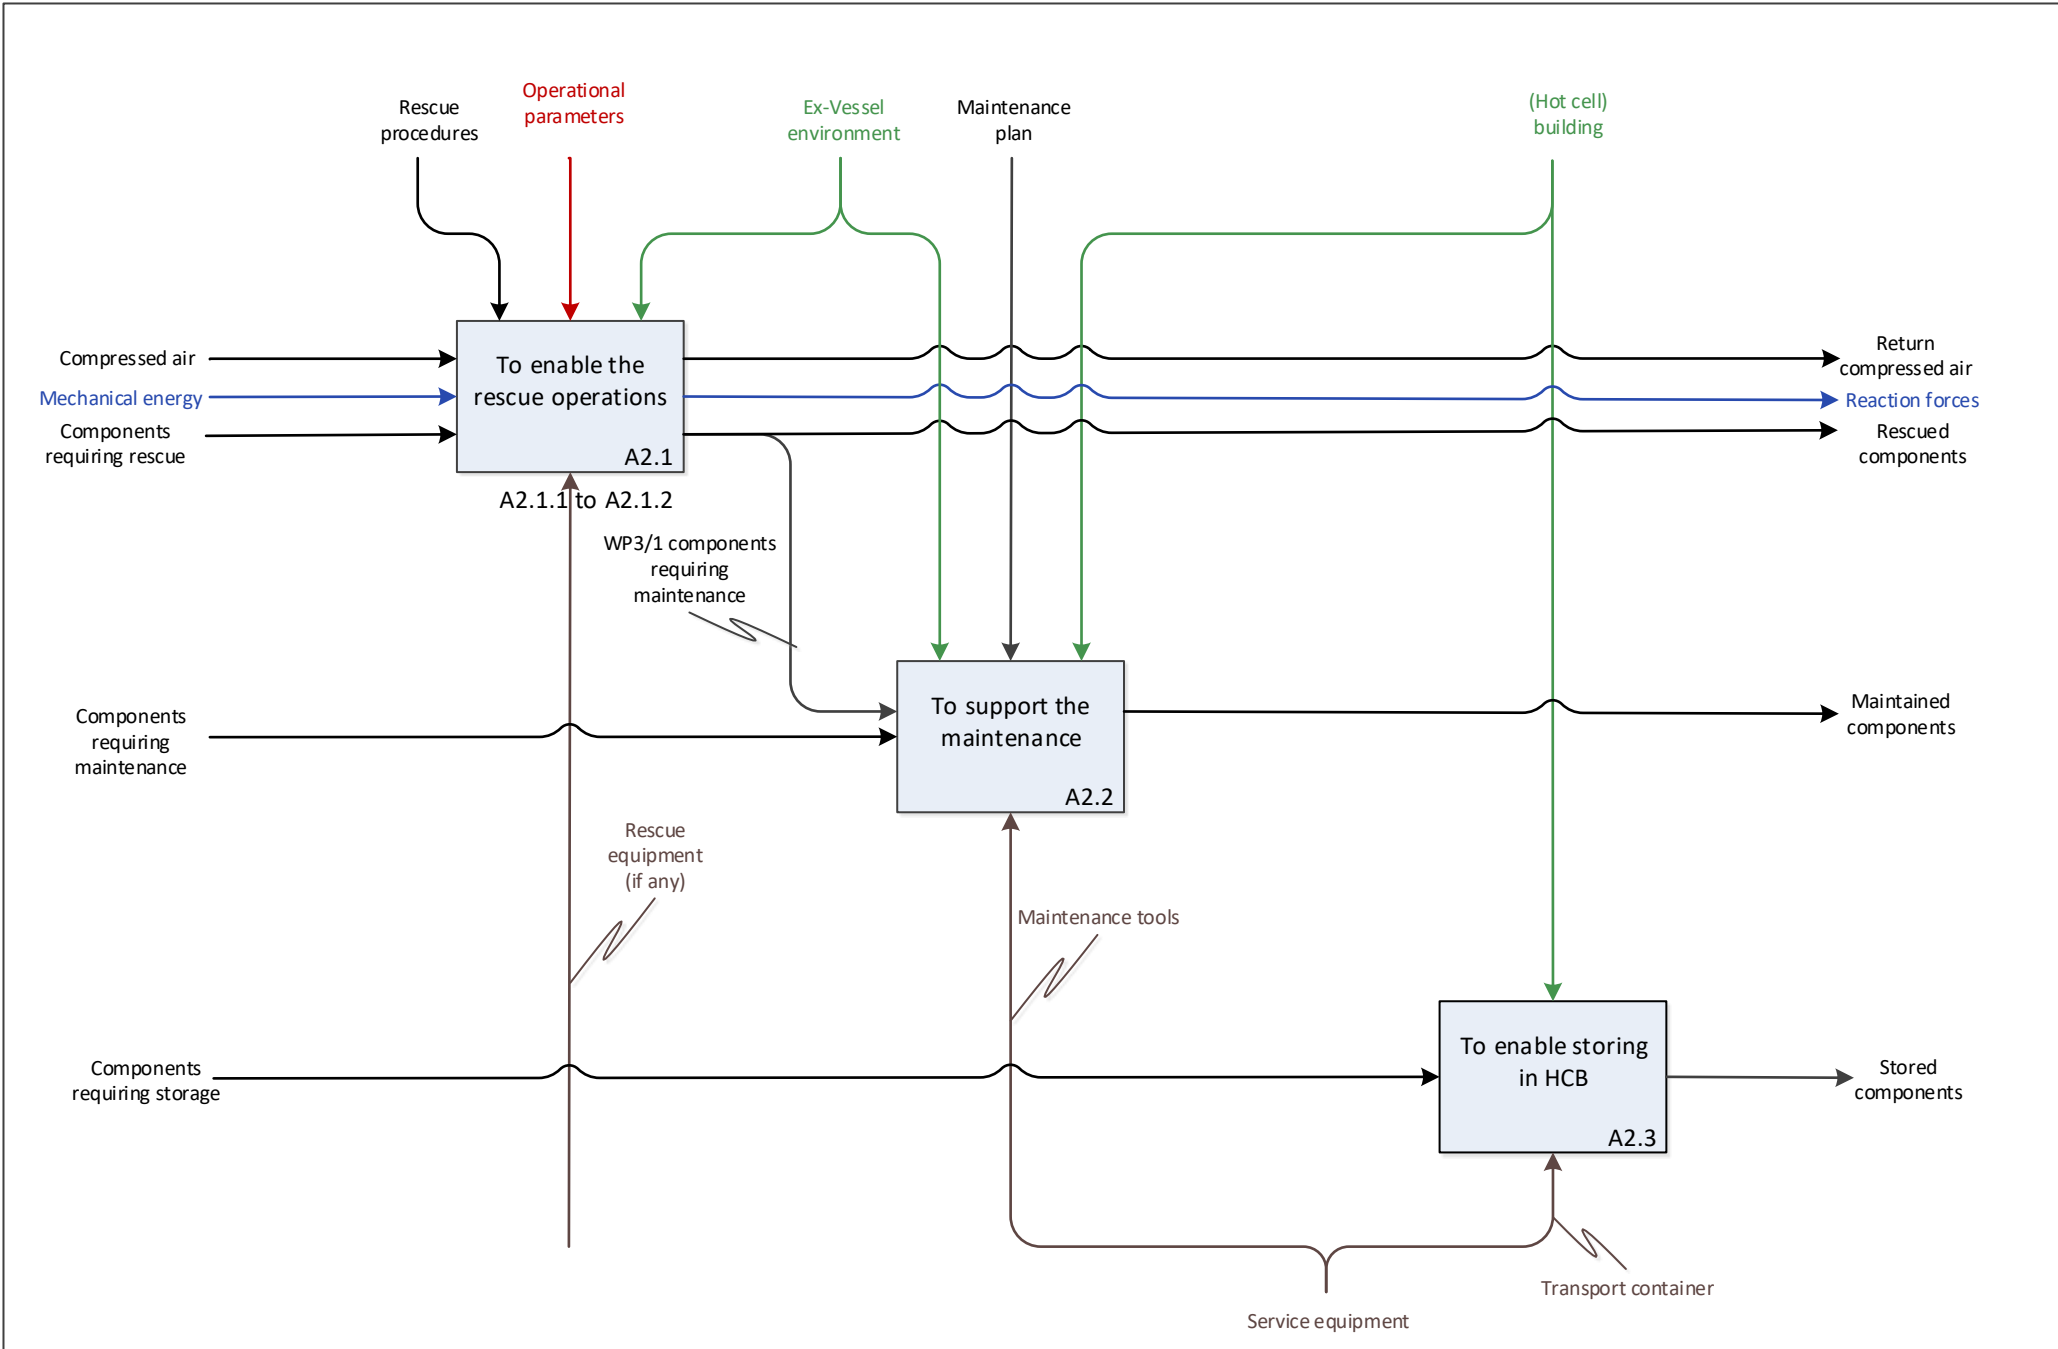 Operational
parameters
Rescue
procedures
Ex-Vessel
environment
Maintenance
plan
(Hot cell)
building
Compressed air
Mechanical energy
Components
requiring rescue
To enable the
rescue operations
A2.1
A2.1.1 to A2.1.2
Return
compressed air
Reaction forces
Rescued
components
WP3/1 components
requiring
maintenance
Components
requiring
maintenance
To support the
maintenance
A2.2
Maintained
components
Rescue
equipment
(if any)
Maintenance tools
Components
requiring storage
To enable storing
in HCB
A2.3
Stored
components
Transport container
Service equipment